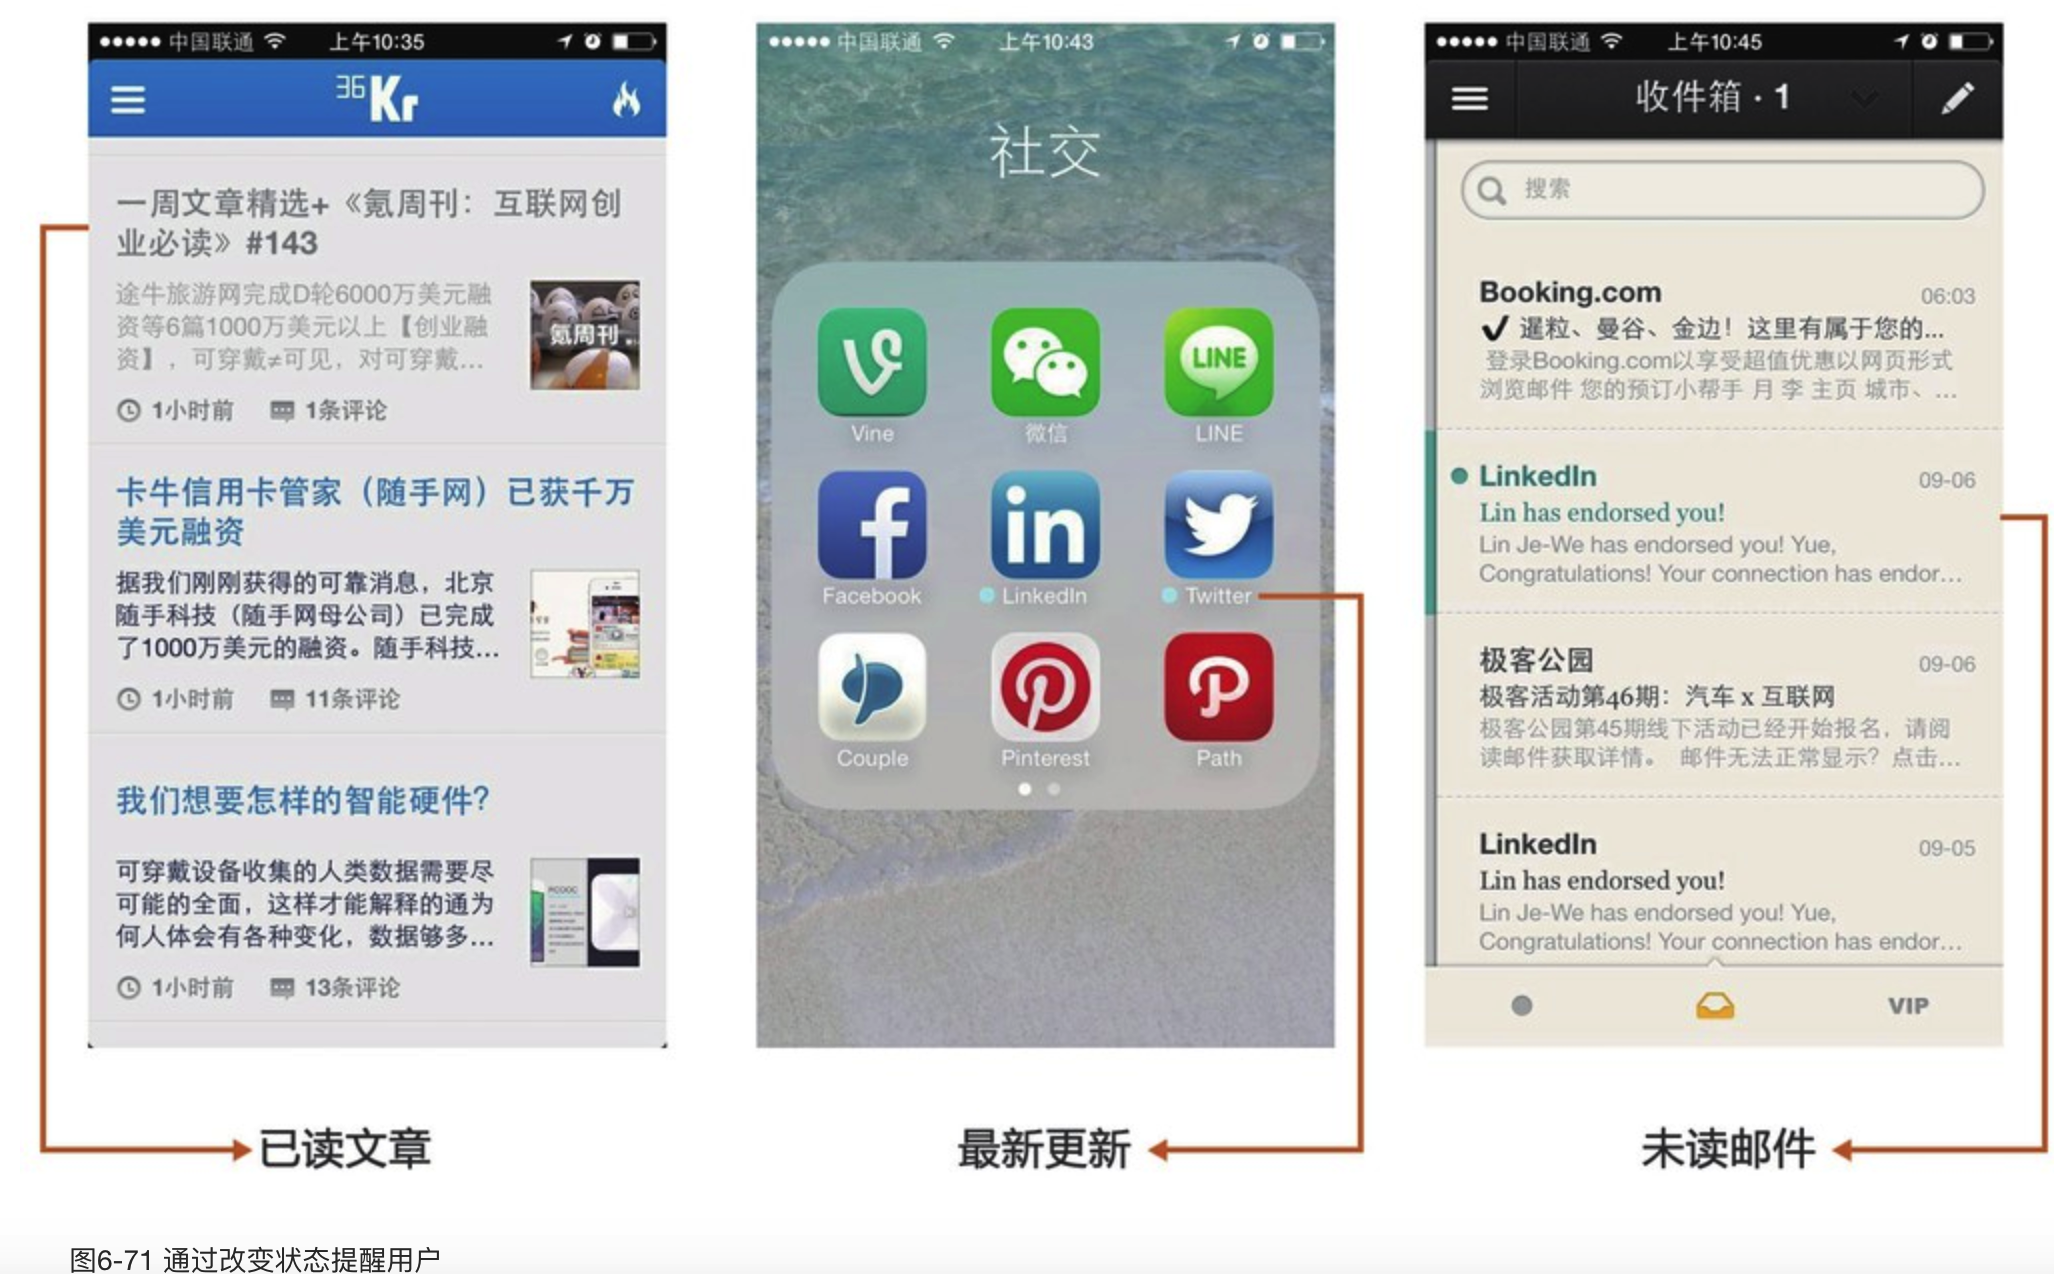 中国联通 上午10:35
36Kr
一周文章精选+《氪周刊：互联网创
业必读》#143
途牛旅游网完成D轮6000万美元融
资等6篇1000万美元以上【创业融
资】，可穿戴≠可见，对可穿戴...
氪周刊
1小时前 1条评论
卡牛信用卡管家（随手网）已获千万
美元融资
据我们刚刚获得的可靠消息，北京
随手科技（随手网母公司）已完成
了1000万美元的融资。随手科技...
1小时前 11条评论
我们想要怎样的智能硬件？
可穿戴设备收集的人类数据需要尽
可能的全面，这样才能解释的通为
何人体会有各种变化，数据够多...
1小时前 13条评论
已读文章
中国联通 上午10:43
社交
LINE
Vine 微信 LINE
f in
Facebook LinkedIn Twitter
Couple Pinterest Path
最新更新
中国联通 上午10:45
收件箱 · 1
搜索
Booking.com 06:03
✓ 暹粒、曼谷、金边！这里有属于您的...
登录Booking.com以享受超值优惠以网页形式
浏览邮件 您的预订小帮手 月 李 主页 城市、...
LinkedIn 09-06
Lin has endorsed you!
Lin Je-We has endorsed you! Yue,
Congratulations! Your connection has endor...
极客公园 09-06
极客活动第46期：汽车 x 互联网
极客公园第45期线下活动已经开始报名，请阅
读邮件获取详情。 邮件无法正常显示？点击...
LinkedIn 09-05
Lin has endorsed you!
Lin Je-We has endorsed you! Yue,
Congratulations! Your connection has endor...
VIP
未读邮件
图6-71 通过改变状态提醒用户